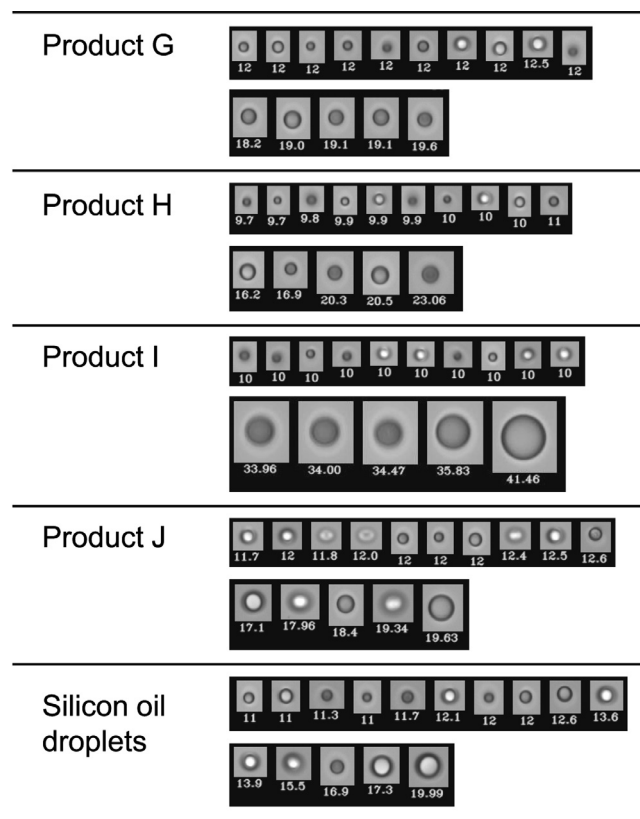 Product G
12 12 12 12 12 12 12 12 12.5 12
18.2 19.0 19.1 19.1 19.6
Product H
9.7 9.7 9.8 9.9 9.9 9.9 10 10 10 11
16.2 16.9 20.3 20.5 23.06
Product I
10 10 10 10 10 10 10 10 10 10
33.96 34.00 34.47 35.83 41.46
Product J
11.7 12 11.8 12.0 12 12 12 12.4 12.5 12.6
17.1 17.96 18.4 19.34 19.63
Silicon oil
droplets
11 11 11.3 11 11.7 12.1 12 12 12.6 13.6
13.9 15.5 16.9 17.3 19.99